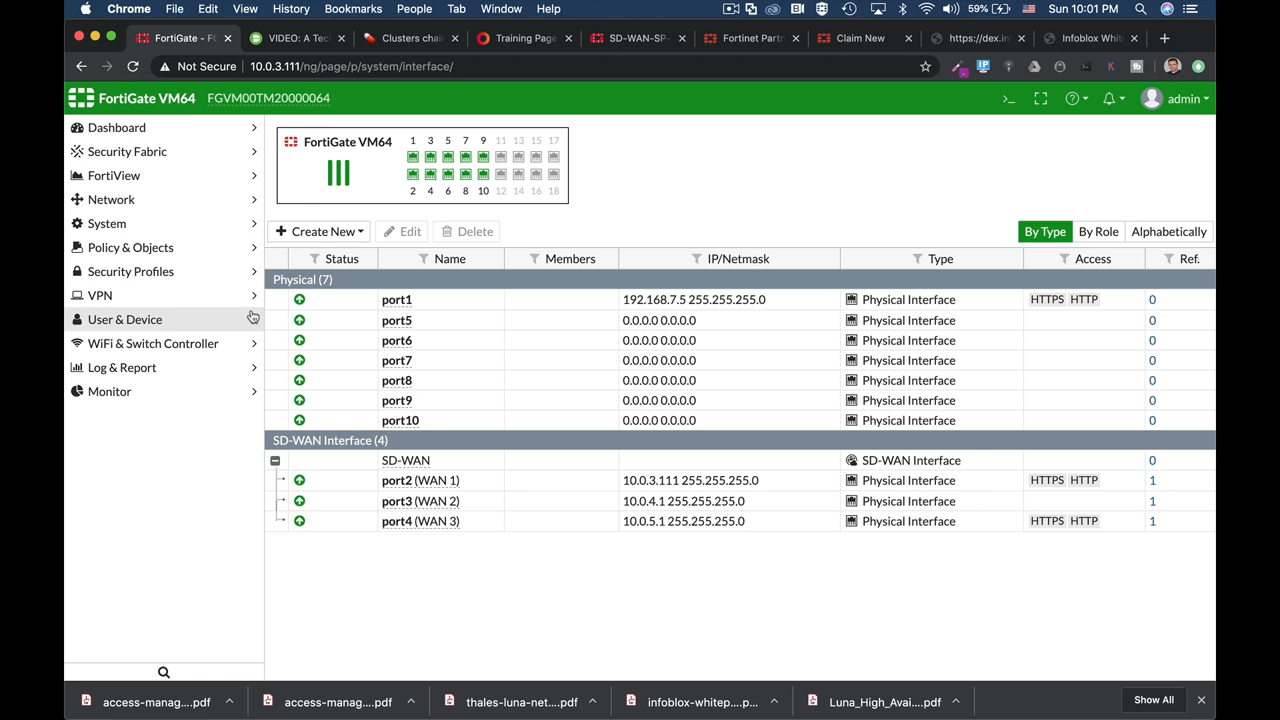 Chrome File Edit View History Bookmarks People Tab Window Help 59% Sun 10:01 PM
FortiGate - FG VIDEO: A Tec Clusters chai Training Page SD-WAN-SP- Fortinet Partn Claim New https://dex.inf Infoblox Whit
Not Secure 10.0.3.111/ng/page/p/system/interface/
FortiGate VM64 FGVM00TM20000064 >_ admin
Dashboard
Security Fabric
FortiView
Network
System
Policy & Objects
Security Profiles
VPN
User & Device
WiFi & Switch Controller
Log & Report
Monitor
FortiGate VM64
1 3 5 7 9 11 13 15 17
2 4 6 8 10 12 14 16 18
Create New Edit Delete By Type By Role Alphabetically
Status Name Members IP/Netmask Type Access Ref.
Physical (7)
port1 192.168.7.5 255.255.255.0 Physical Interface HTTPS HTTP 0
port5 0.0.0.0 0.0.0.0 Physical Interface 0
port6 0.0.0.0 0.0.0.0 Physical Interface 0
port7 0.0.0.0 0.0.0.0 Physical Interface 0
port8 0.0.0.0 0.0.0.0 Physical Interface 0
port9 0.0.0.0 0.0.0.0 Physical Interface 0
port10 0.0.0.0 0.0.0.0 Physical Interface 0
SD-WAN Interface (4)
SD-WAN SD-WAN Interface 0
port2 (WAN 1) 10.0.3.111 255.255.255.0 Physical Interface HTTPS HTTP 1
port3 (WAN 2) 10.0.4.1 255.255.255.0 Physical Interface 1
port4 (WAN 3) 10.0.5.1 255.255.255.0 Physical Interface HTTPS HTTP 1
access-manag....pdf access-manag....pdf thales-luna-net....pdf infoblox-whitep....p... Luna_High_Avai....pdf Show All